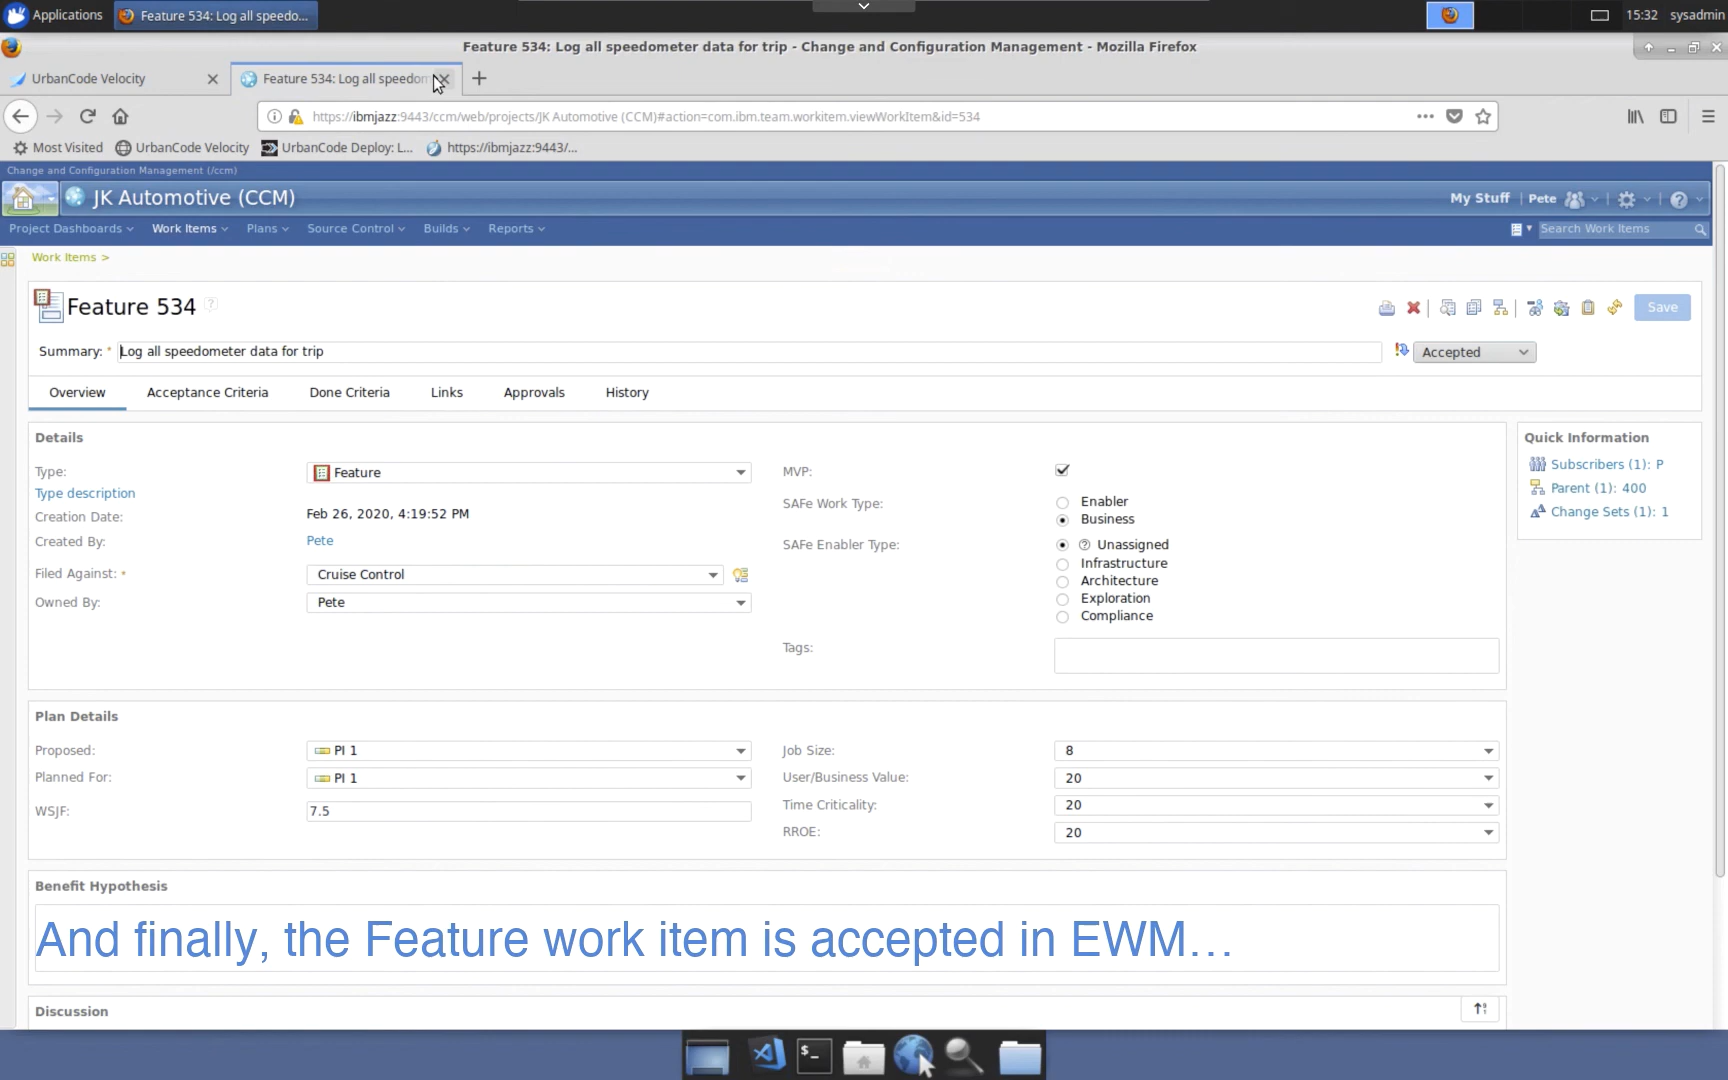 Applications
Feature 534: Log all speedo...
15:32
sysadmin
Feature 534: Log all speedometer data for trip - Change and Configuration Management - Mozilla Firefox
UrbanCode Velocity
Feature 534: Log all speedom
https://ibmjazz:9443/ccm/web/projects/JK Automotive (CCM)#action=com.ibm.team.workitem.viewWorkItem&id=534
Most Visited
UrbanCode Velocity
UrbanCode Deploy: L...
https://ibmjazz:9443/...
Change and Configuration Management (/ccm)
JK Automotive (CCM)
My Stuff | Pete
Project Dashboards
Work Items
Plans
Source Control
Builds
Reports
Search Work Items
Work Items >
Feature 534 ?
Save
Summary: * Log all speedometer data for trip
Accepted
Overview
Acceptance Criteria
Done Criteria
Links
Approvals
History
Details
Type: Feature
Type description
Creation Date: Feb 26, 2020, 4:19:52 PM
Created By: Pete
Filed Against: * Cruise Control
Owned By: Pete
MVP:
SAFe Work Type:
Enabler
Business
SAFe Enabler Type:
Unassigned
Infrastructure
Architecture
Exploration
Compliance
Tags:
Quick Information
Subscribers (1): P
Parent (1): 400
Change Sets (1): 1
Plan Details
Proposed: PI 1
Planned For: PI 1
WSJF: 7.5
Job Size: 8
User/Business Value: 20
Time Criticality: 20
RROE: 20
Benefit Hypothesis
And finally, the Feature work item is accepted in EWM...
Discussion